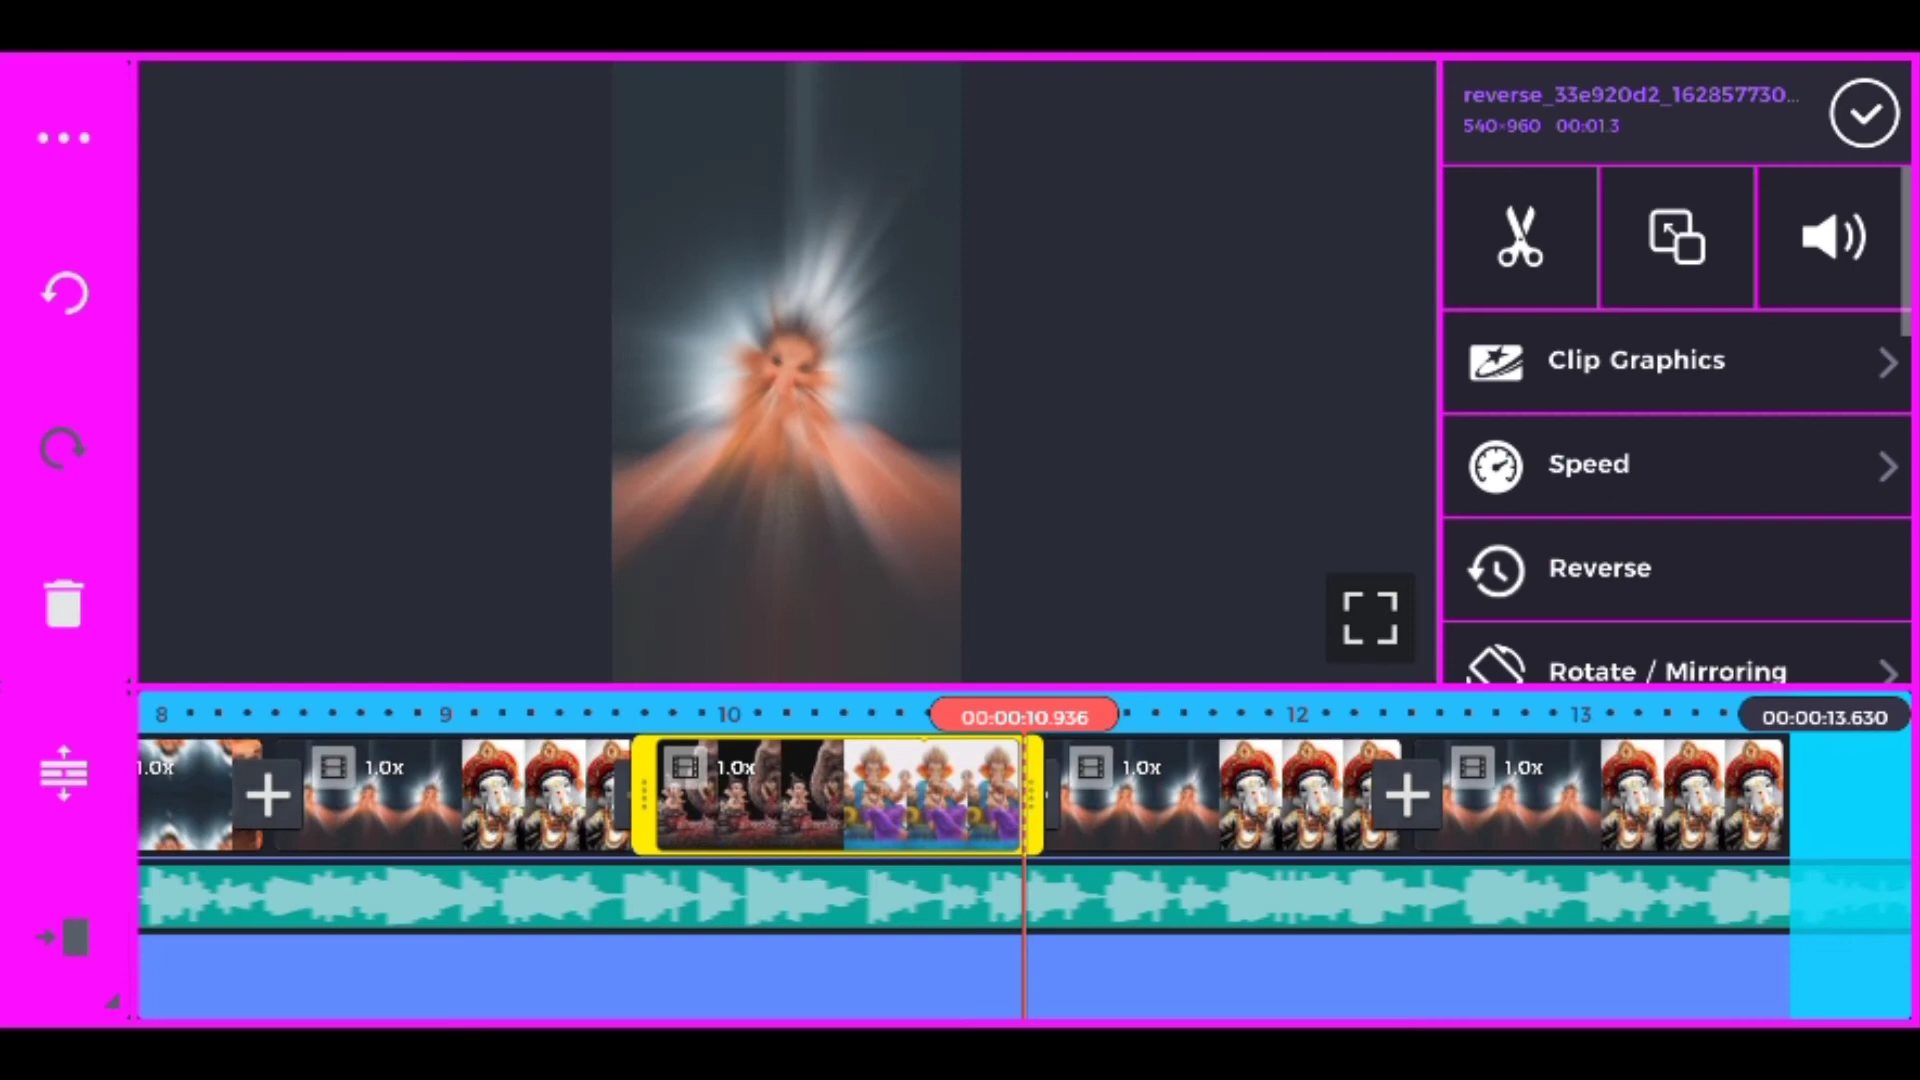 reverse_33e920d2_162857730...
540×960 00:01.3
Clip Graphics
Speed
Reverse
Rotate / Mirroring
8 9 10 00:00:10.936 12 13 00:00:13.630
1.0x 1.0x 1.0x 1.0x 1.0x